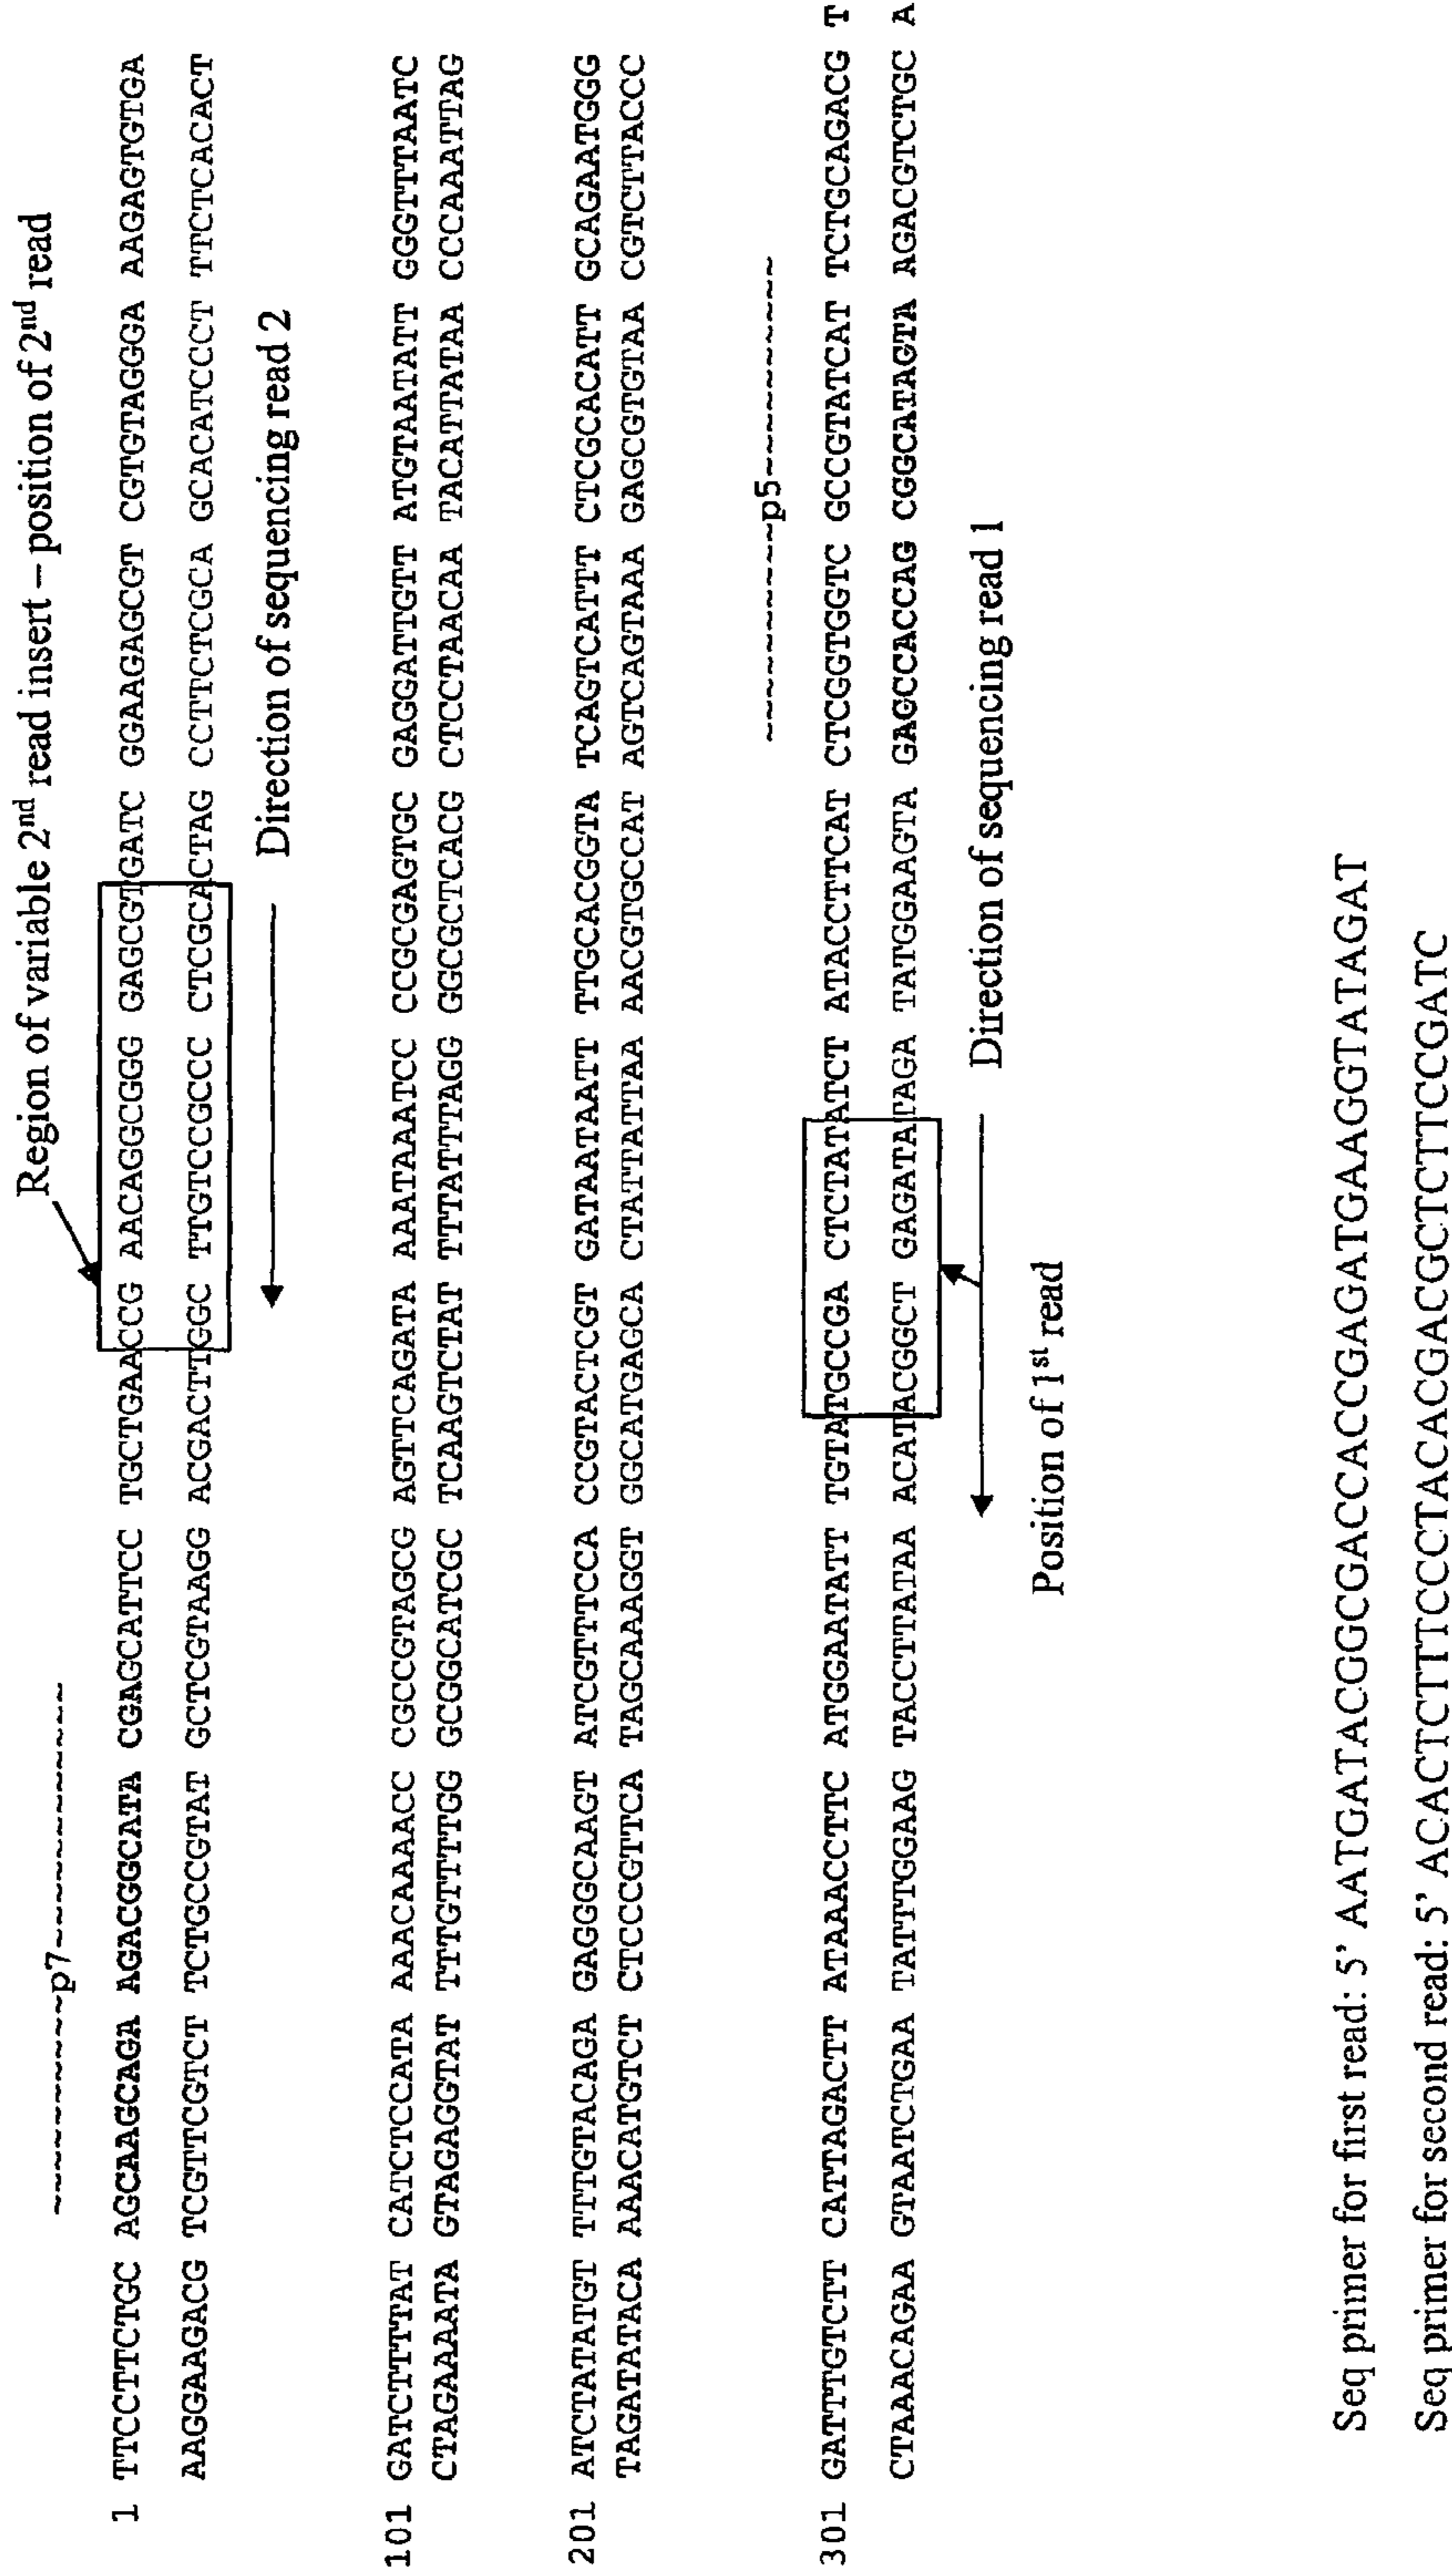 Region of variable 2nd read insert – position of 2nd read
~~~~~~~~~~p7~~~~~~~~~~~~
1 TTCCTTCTGC AGCAAGCAGA AGACGGCATA CGAGCATTCC TGCTGAACCG AACAGGCGGG GAGCGTGATC GGAAGAGCGT CGTGTAGGGA AAGAGTGTGA
AAGGAAGACG TCGTTCGTCT TCTGCCGTAT GCTCGTAAGG ACGACTTGGC TTGTCCGCCC CTCGCACTAG CCTTCTCGCA GCACATCCCT TTCTCACACT
Direction of sequencing read 2
101 GATCTTTTAT CATCTCCATA AAACAAAACC CGCCGTAGCG AGTTCAGATA AAATAAATCC CCGCGAGTGC GAGGATTGTT ATGTAATATT GGGTTTAATC
CTAGAAAATA GTAGAGGTAT TTTGTTTTGG GCGGCATCGC TCAAGTCTAT TTTATTTAGG GGCGCTCACG CTCCTAACAA TACATTATAA CCCAAATTAG
201 ATCTATATGT TTTGTACAGA GAGGGCAAGT ATCGTTTCCA CCGTACTCGT GATAATAATT TTGCACGGTA TCAGTCATTT CTCGCACATT GCAGAATGGG
TAGATATACA AAACATGTCT CTCCCGTTCA TAGCAAAGGT GGCATGAGCA CTATTATTAA AACGTGCCAT AGTCAGTAAA GAGCGTGTAA CGTCTTACCC
~~~~~~~~~~p5~~~~~~~~~~
301 GATTTGTCTT CATTAGACTT ATAAACCTTC ATGGAATATT TGTATGCCGA CTCTATATCT ATACCTTCAT CTCGGTGGTC GCCGTATCAT TCTGCAGACG T
CTAAACAGAA GTAATCTGAA TATTTGGAAG TACCTTATAA ACATACGGCT GAGATATAGA TATGGAAGTA GAGCCACCAG CGGCATAGTA AGACGTCTGC A
Direction of sequencing read 1
Position of 1st read
Seq primer for first read: 5’ AATGATACGGCGACCACCGAGATGAAGGTATAGAT
Seq primer for second read: 5’ ACACTCTTTCCCTACACGACGCTCTTCCGATC